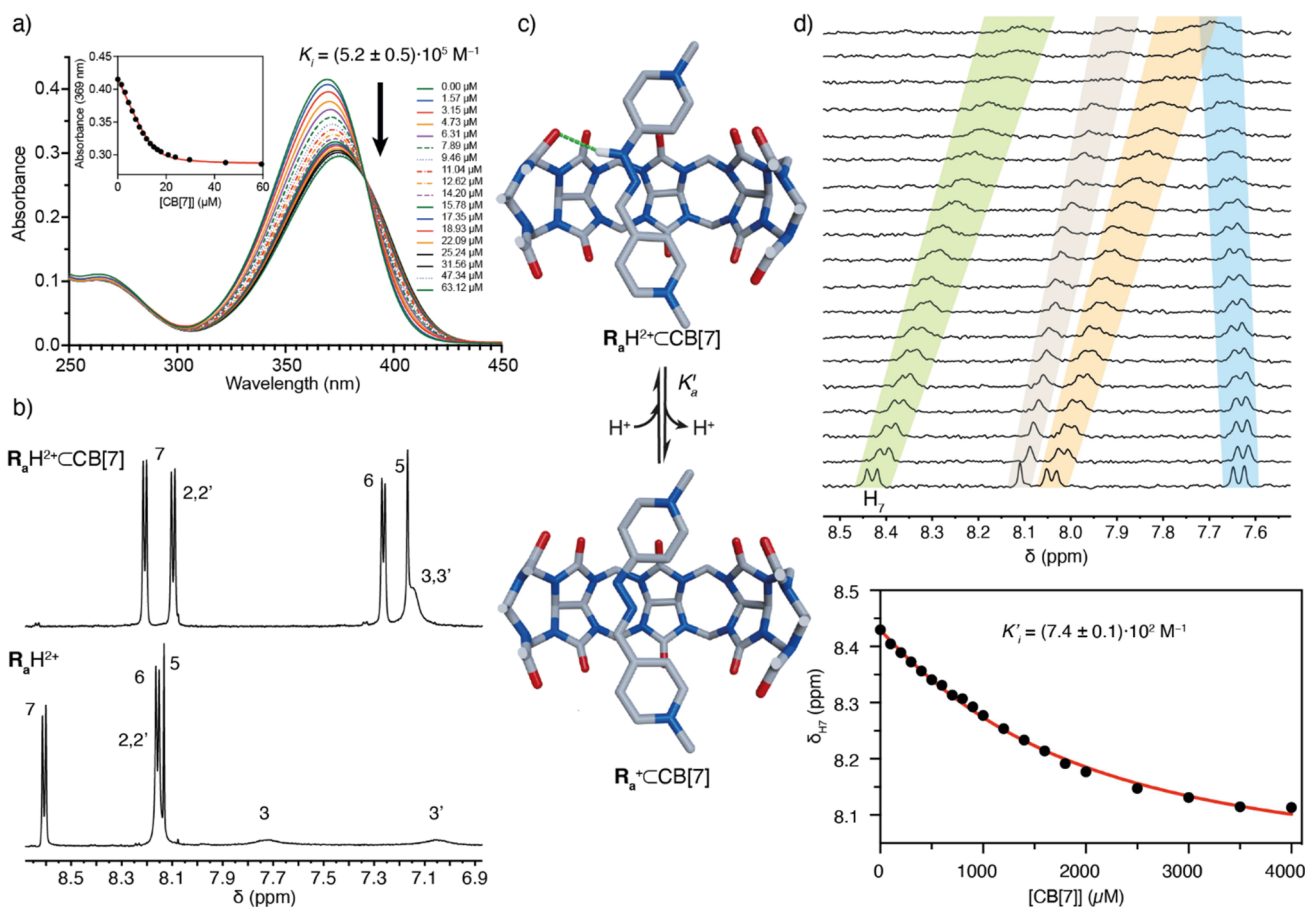 a)
K_i = (5.2 ± 0.5)·10⁵ M⁻¹
Absorbance
0.4
0.3
0.2
0.1
0.0
250
300
350
400
450
Wavelength (nm)
Absorbance (369 nm)
0.45
0.40
0.35
0.30
0
20
40
60
[CB[7]] (µM)
0.00 µM
1.57 µM
3.15 µM
4.73 µM
6.31 µM
7.89 µM
9.46 µM
11.04 µM
12.62 µM
14.20 µM
15.78 µM
17.35 µM
18.93 µM
22.09 µM
25.24 µM
31.56 µM
47.34 µM
63.12 µM
b)
RₐH²⁺⊂CB[7]
7
2,2'
6
5
3,3'
RₐH²⁺
7
6
2,2'
5
3
3'
8.5
8.3
8.1
7.9
7.7
7.5
7.3
7.1
6.9
δ (ppm)
c)
RₐH²⁺⊂CB[7]
K'ₐ
H⁺
H⁺
Rₐ⁺⊂CB[7]
d)
H₇
8.5
8.4
8.3
8.2
8.1
8.0
7.9
7.8
7.7
7.6
δ (ppm)
8.5
8.4
8.3
8.2
8.1
δ_H7 (ppm)
K'_i = (7.4 ± 0.1)·10² M⁻¹
0
1000
2000
3000
4000
[CB[7]] (µM)